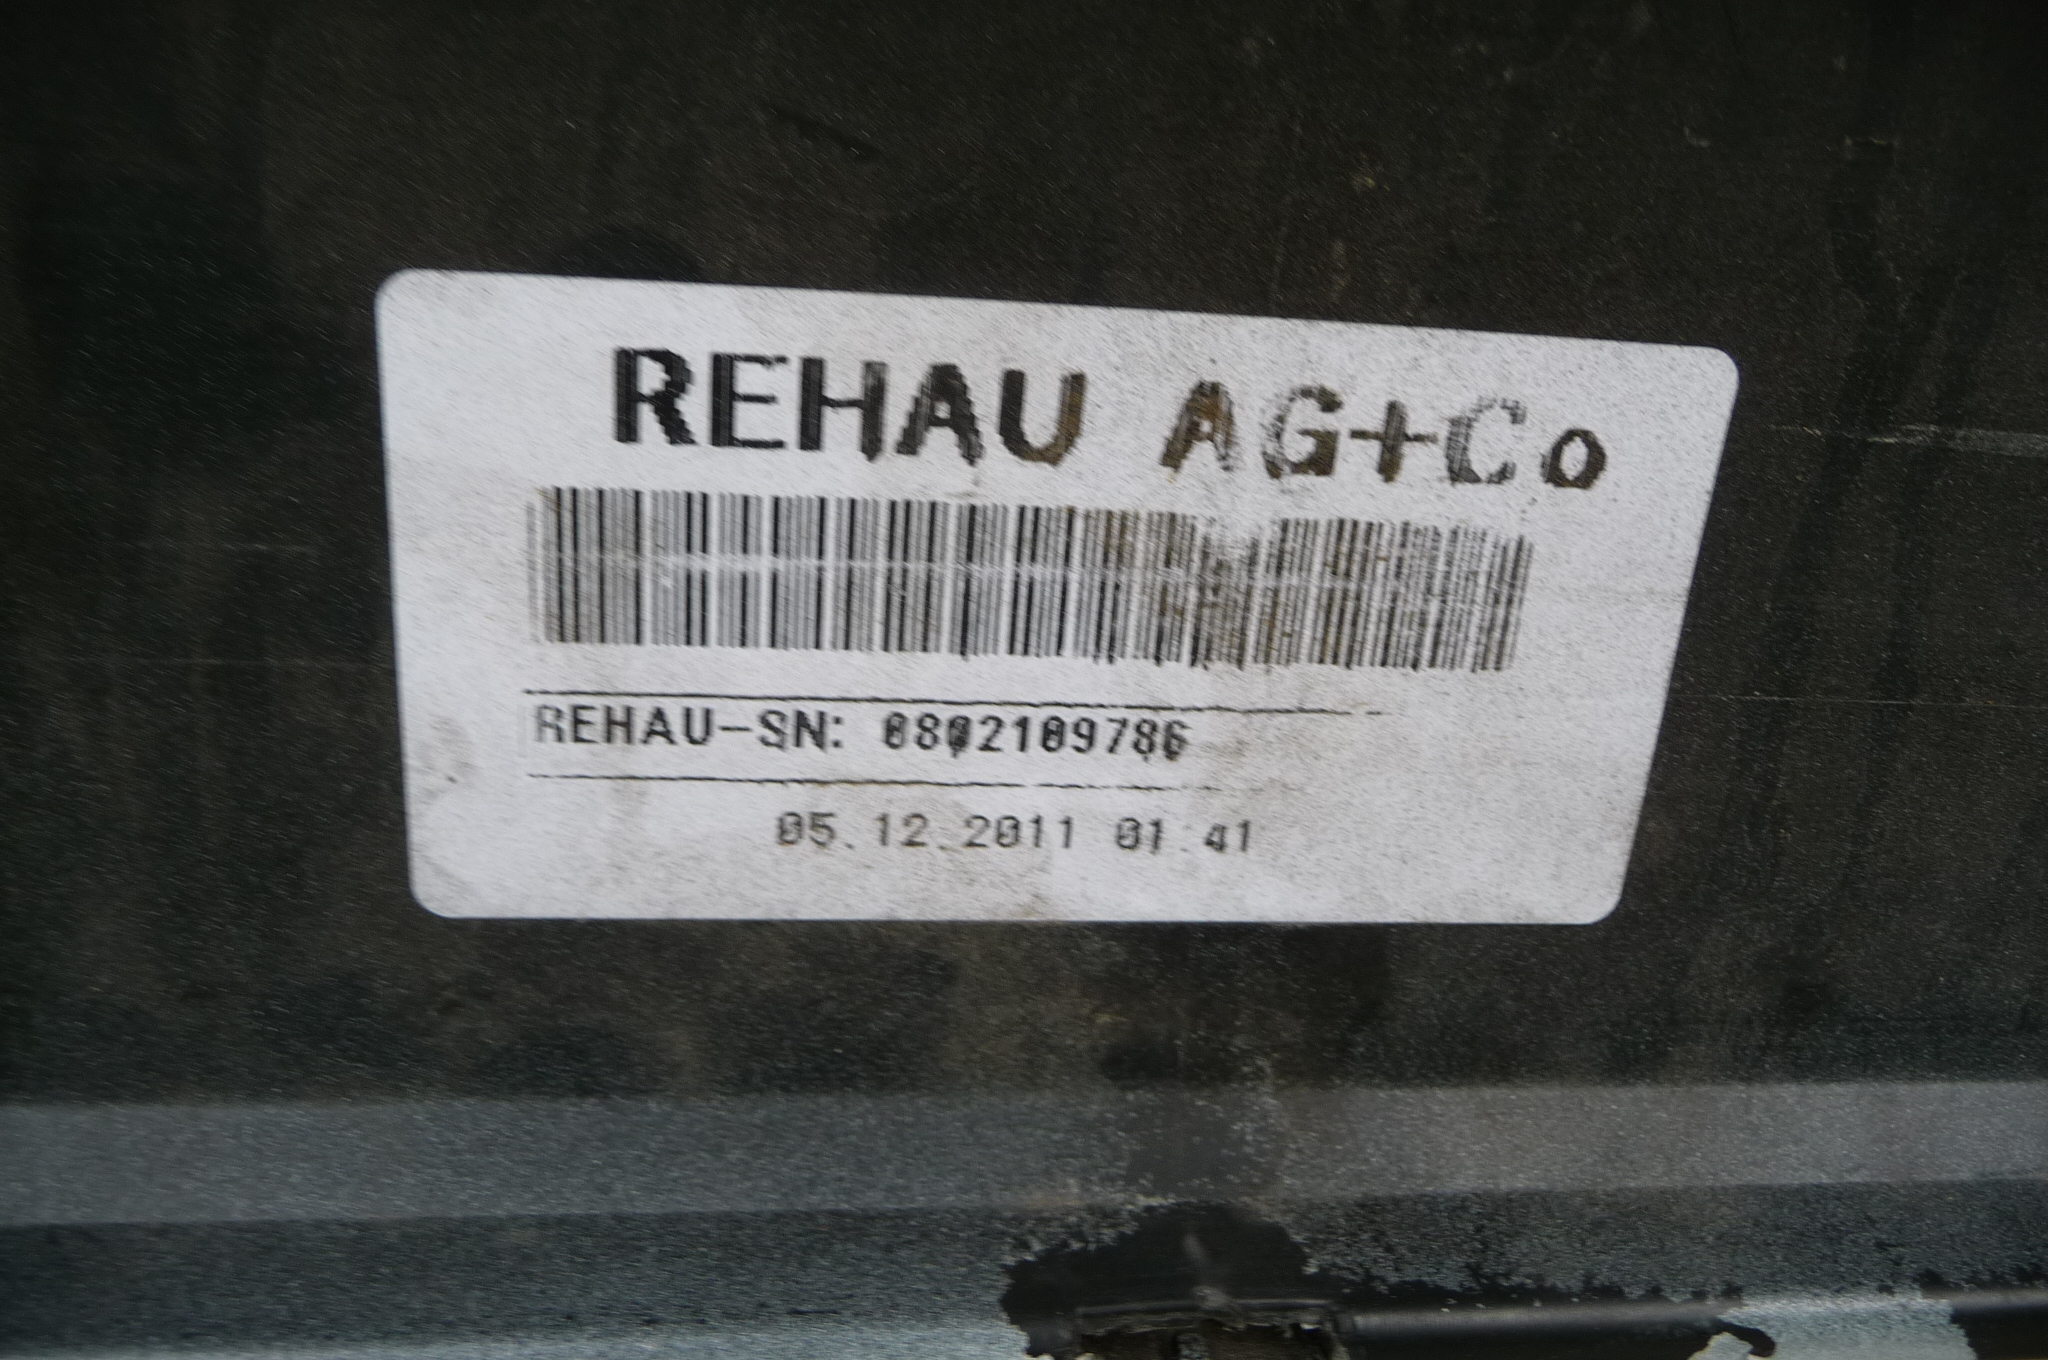 REHAU AG+Co
REHAU-SN: 0802109786
05.12.2011 01:41